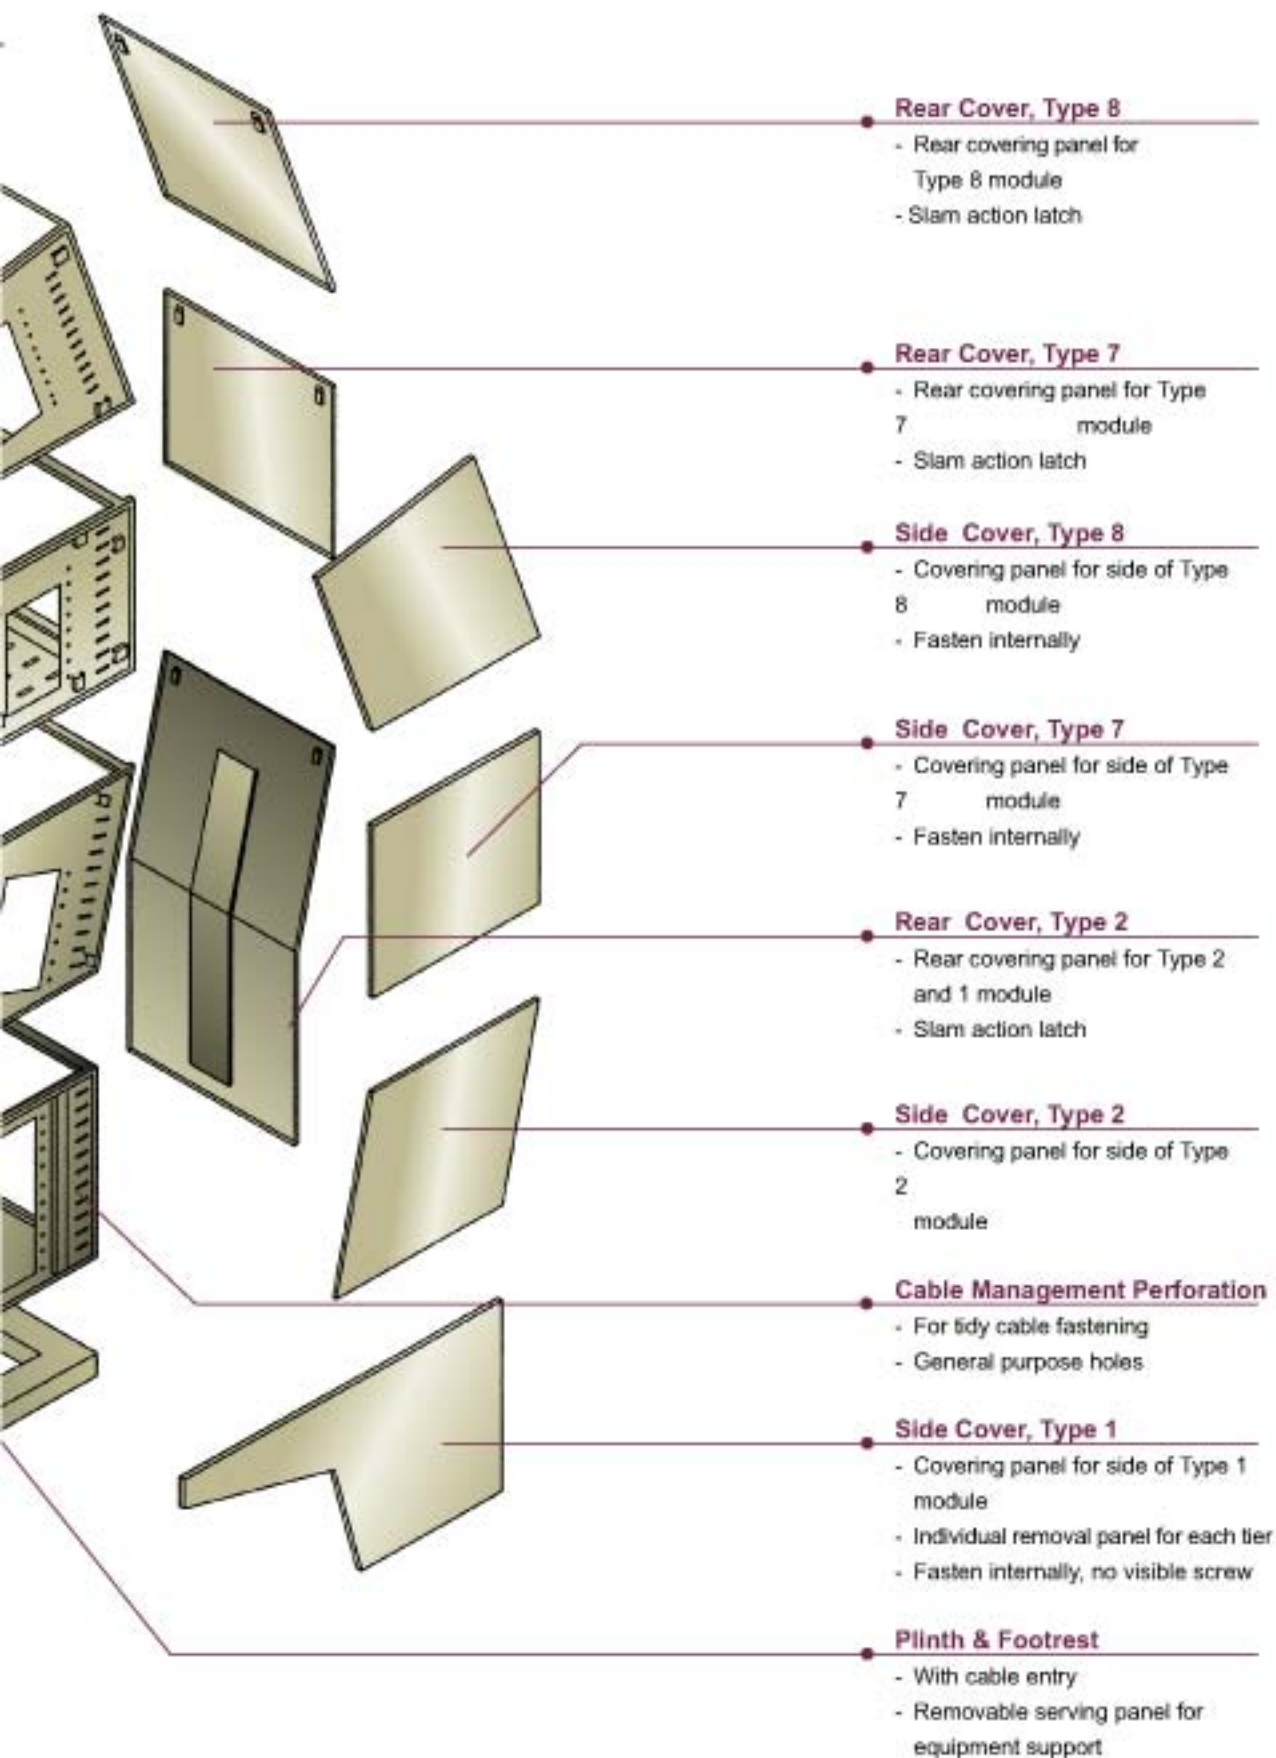 Rear Cover, Type 8
- Rear covering panel for
Type 8 module
- Slam action latch
Rear Cover, Type 7
- Rear covering panel for Type
7 module
- Slam action latch
Side Cover, Type 8
- Covering panel for side of Type
8 module
- Fasten internally
Side Cover, Type 7
- Covering panel for side of Type
7 module
- Fasten internally
Rear Cover, Type 2
- Rear covering panel for Type 2
and 1 module
- Slam action latch
Side Cover, Type 2
- Covering panel for side of Type
2
module
Cable Management Perforation
- For tidy cable fastening
- General purpose holes
Side Cover, Type 1
- Covering panel for side of Type 1
module
- Individual removal panel for each tier
- Fasten internally, no visible screw
Plinth & Footrest
- With cable entry
- Removable serving panel for
equipment support